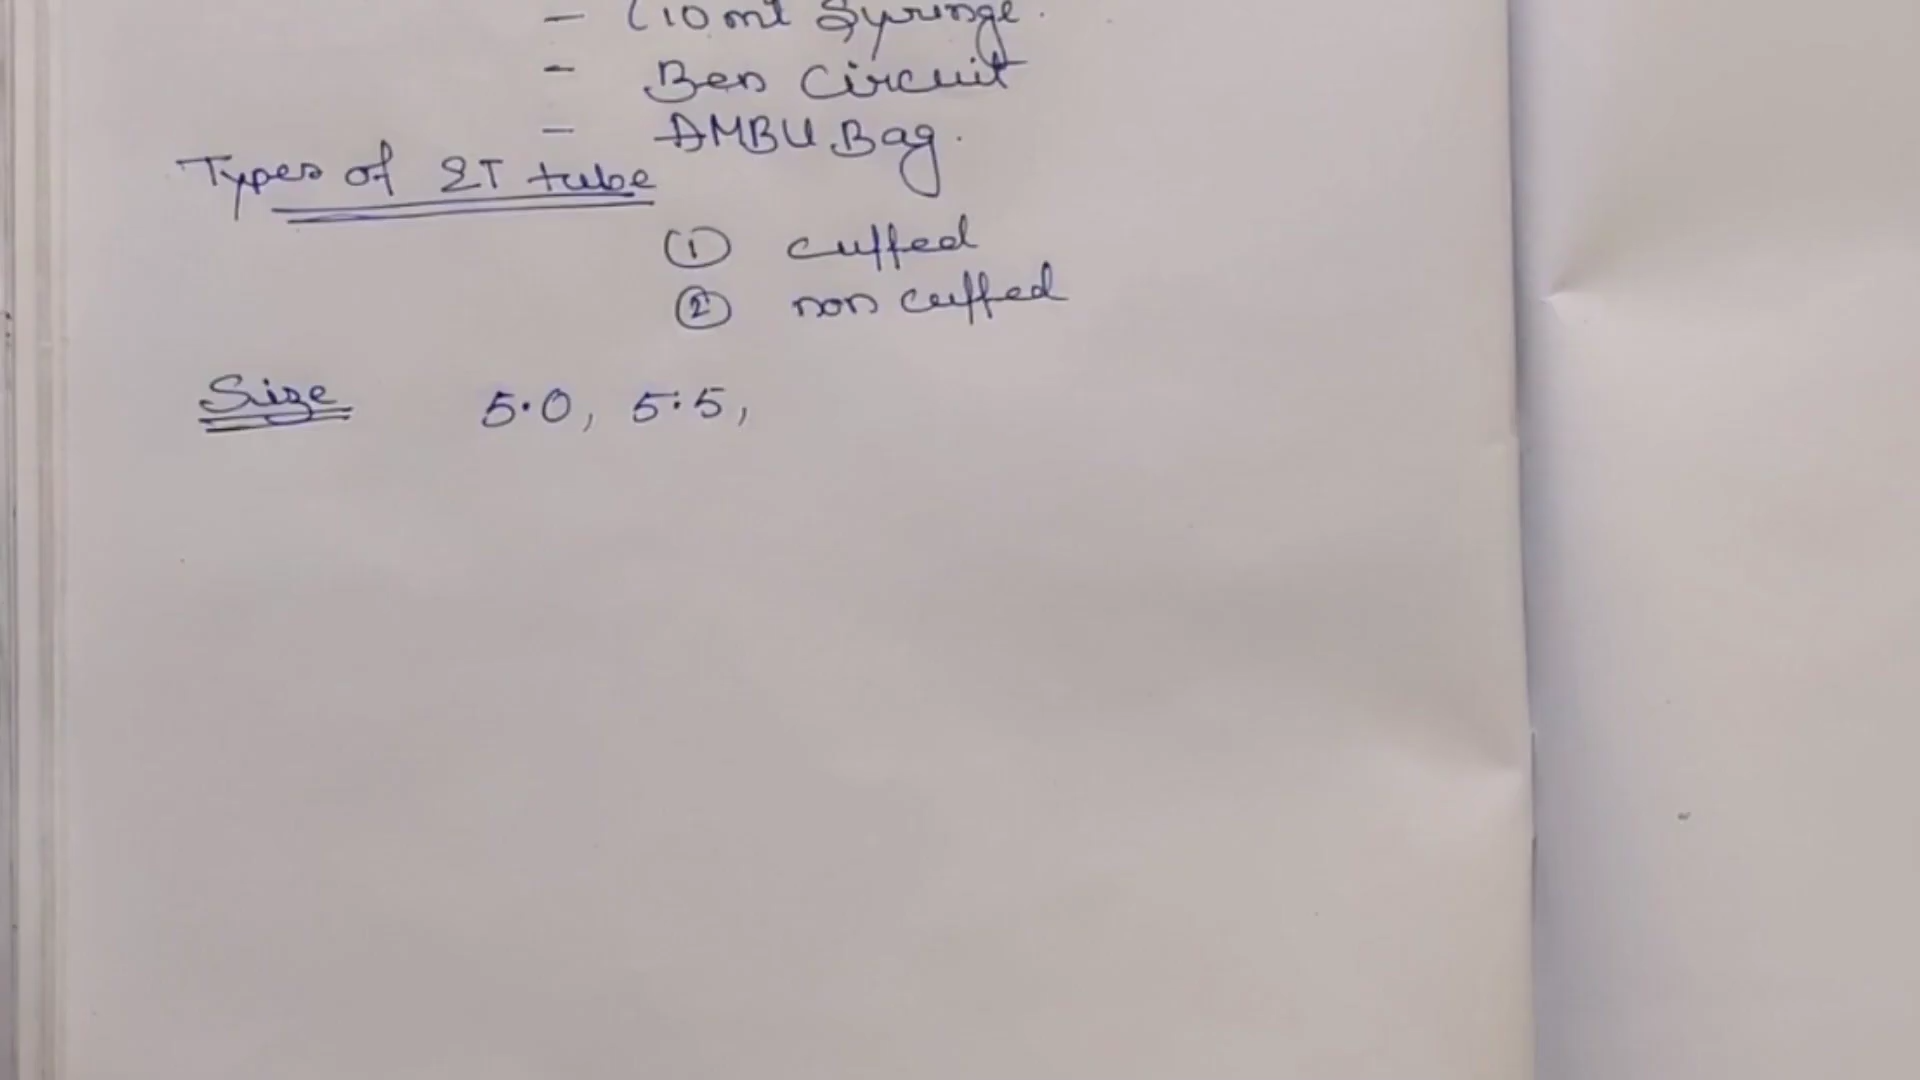 - (10 ml Syringe.
- Ben Circuit
- AMBU Bag.
Types of ET tube
① cuffed
② non cuffed
Size 5.0, 5.5,